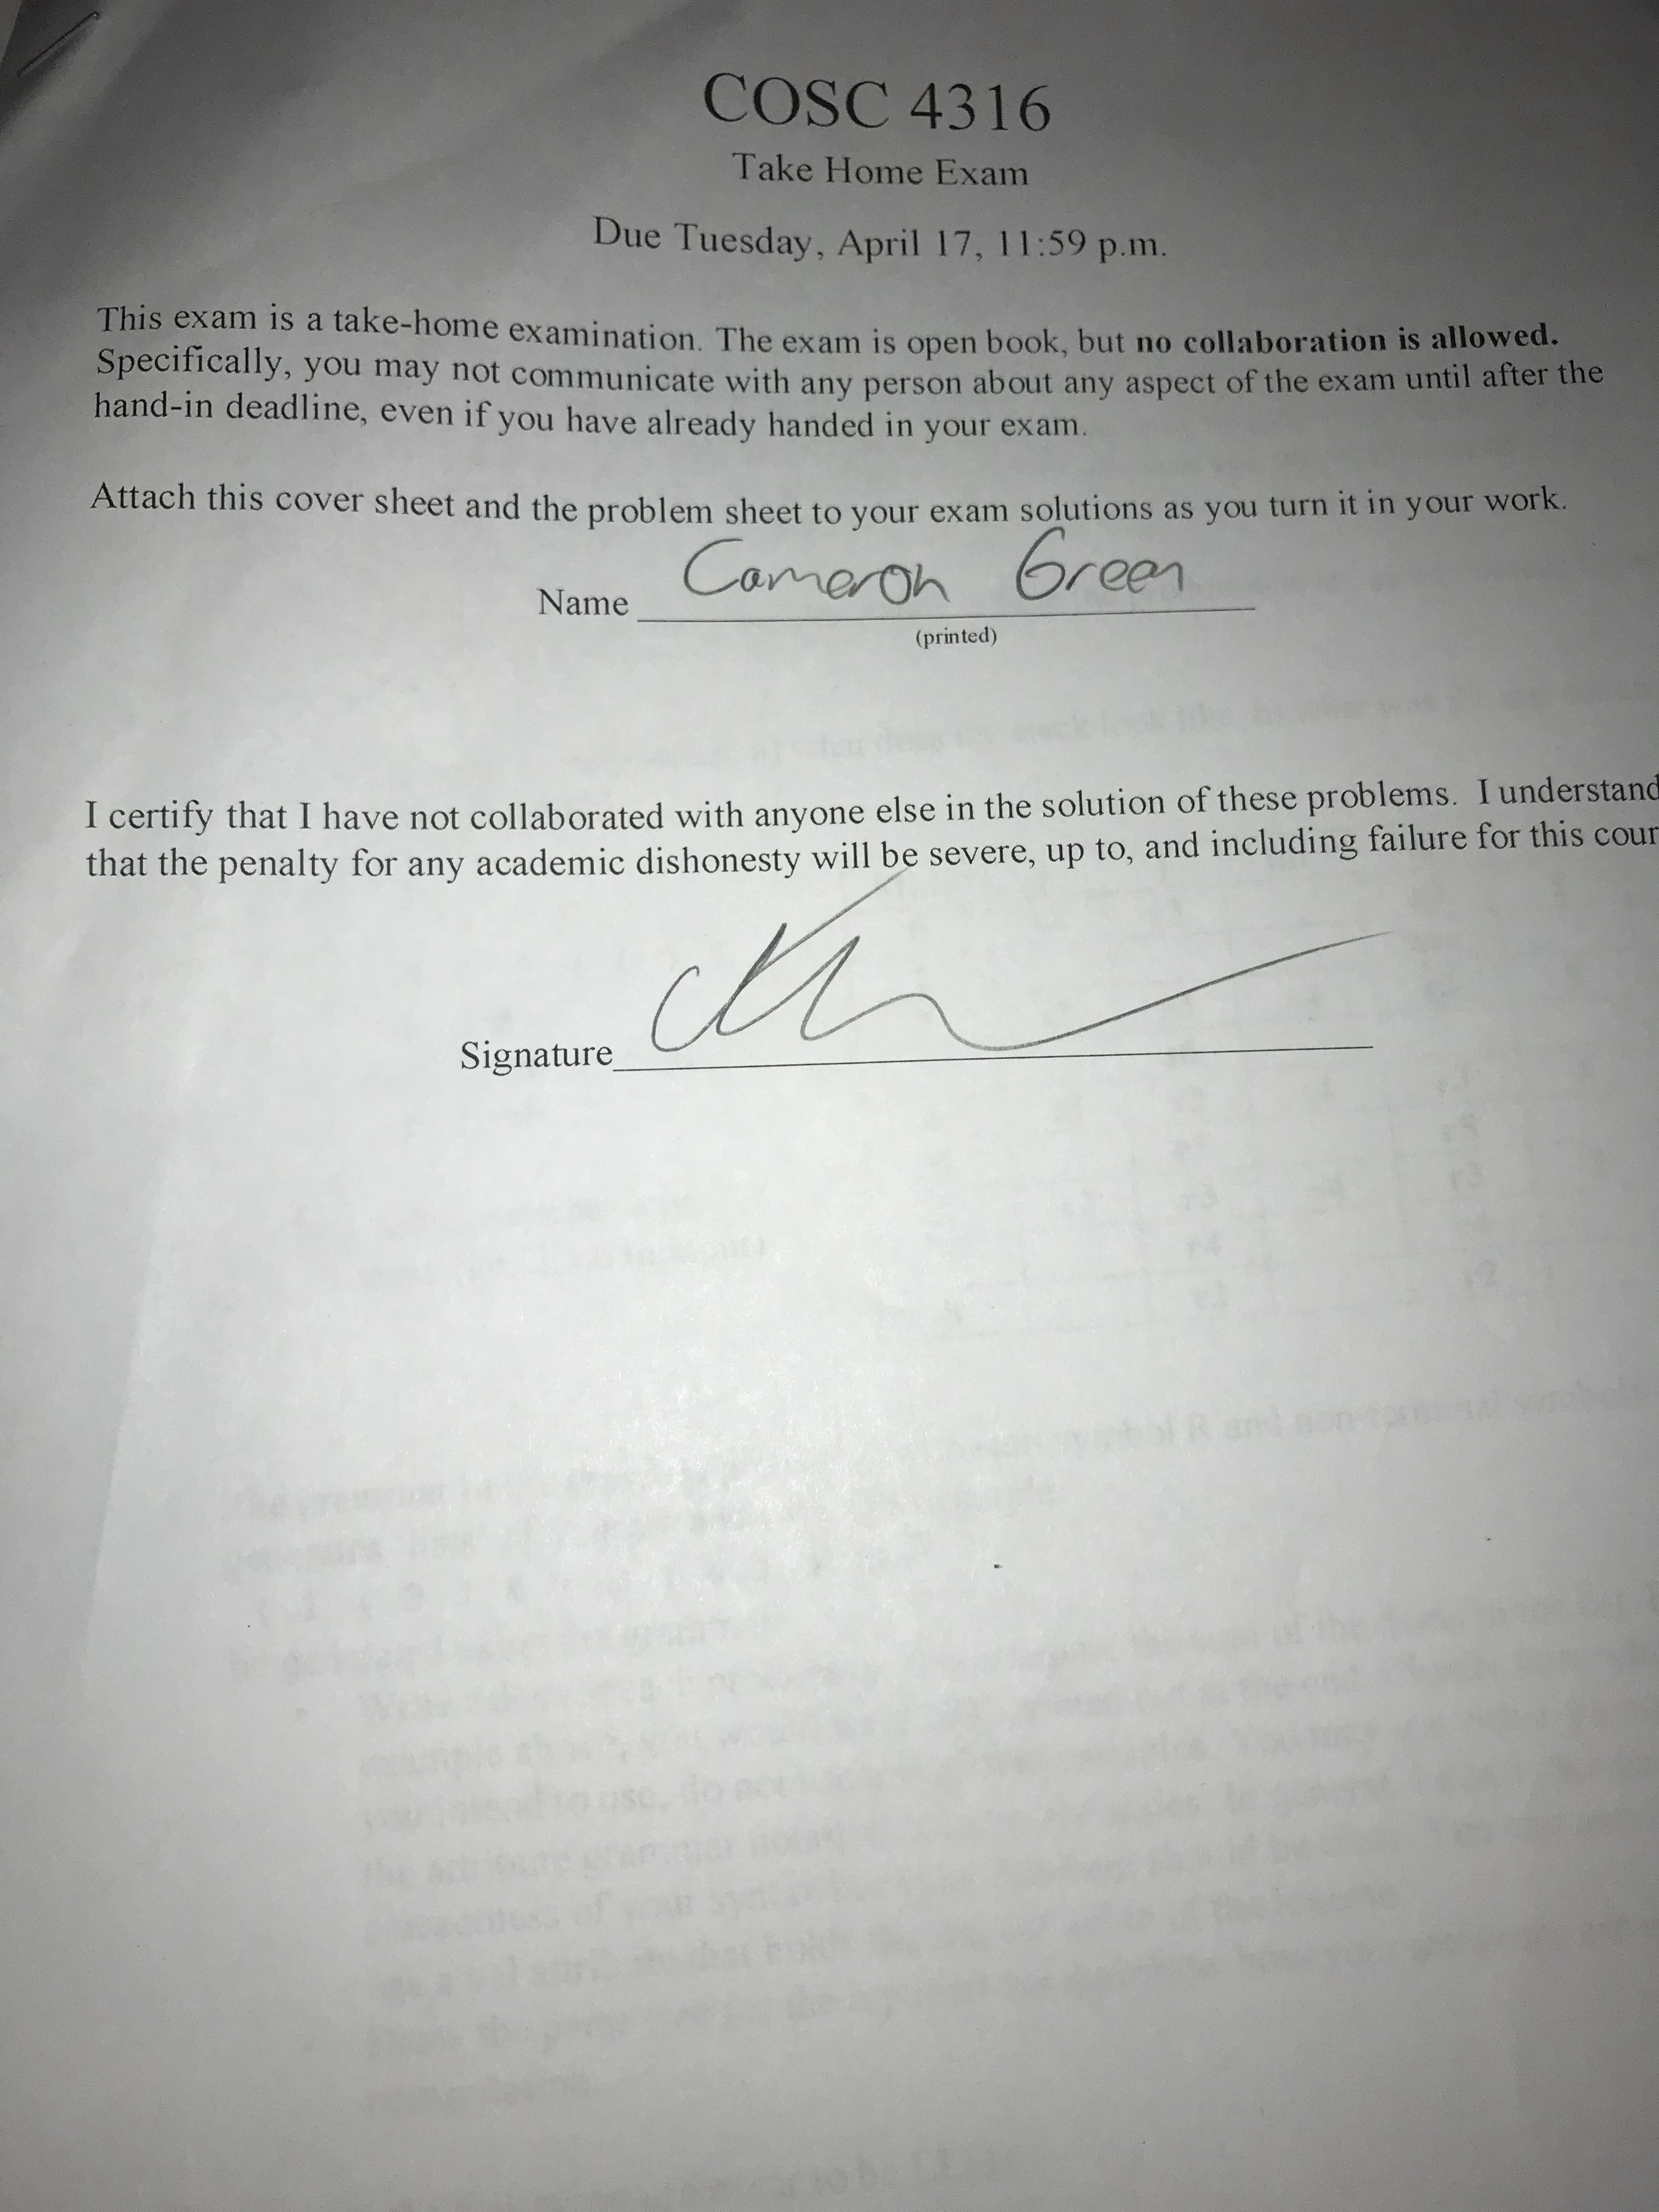 COSC 4316
Take Home Exam
Due Tuesday, April 17, 11:59 p.m.
This exam is a take-home examination. The exam is open book, but no collaboration is allowed.
Specifically, you may not communicate with any person about any aspect of the exam until after the
hand-in deadline, even if you have already handed in your exam.
Attach this cover sheet and the problem sheet to your exam solutions as you turn it in your work.
Name Cameron Green
(printed)
I certify that I have not collaborated with anyone else in the solution of these problems. I understand
that the penalty for any academic dishonesty will be severe, up to, and including failure for this cour
Signature